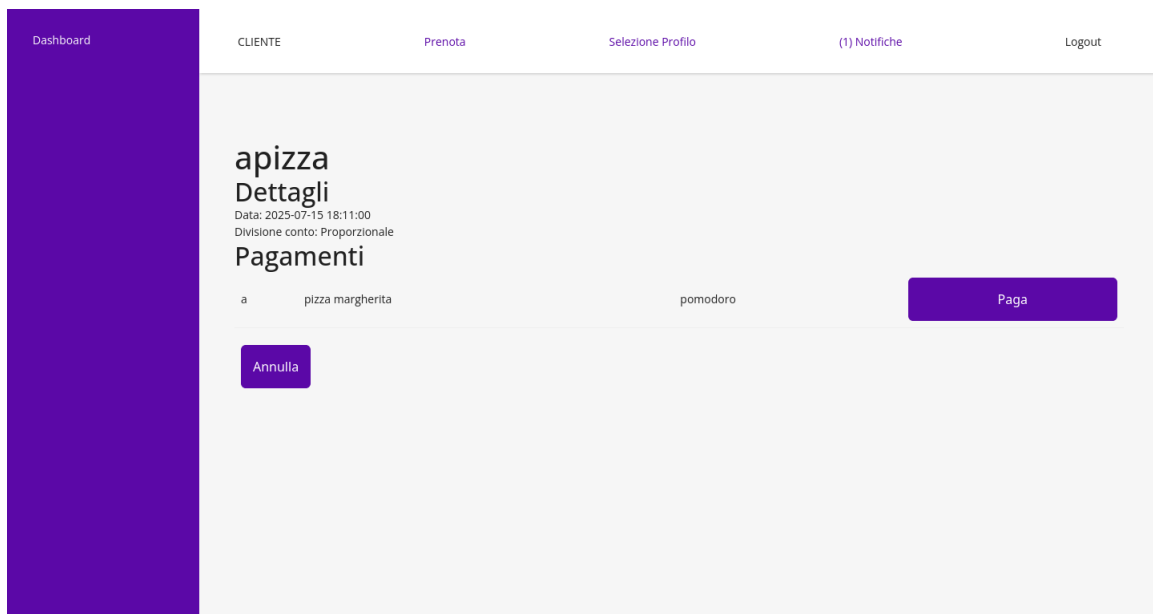 Dashboard
CLIENTE Prenota Selezione Profilo (1) Notifiche Logout
apizza
Dettagli
Data: 2025-07-15 18:11:00
Divisione conto: Proporzionale
Pagamenti
a pizza margherita pomodoro Paga
Annulla